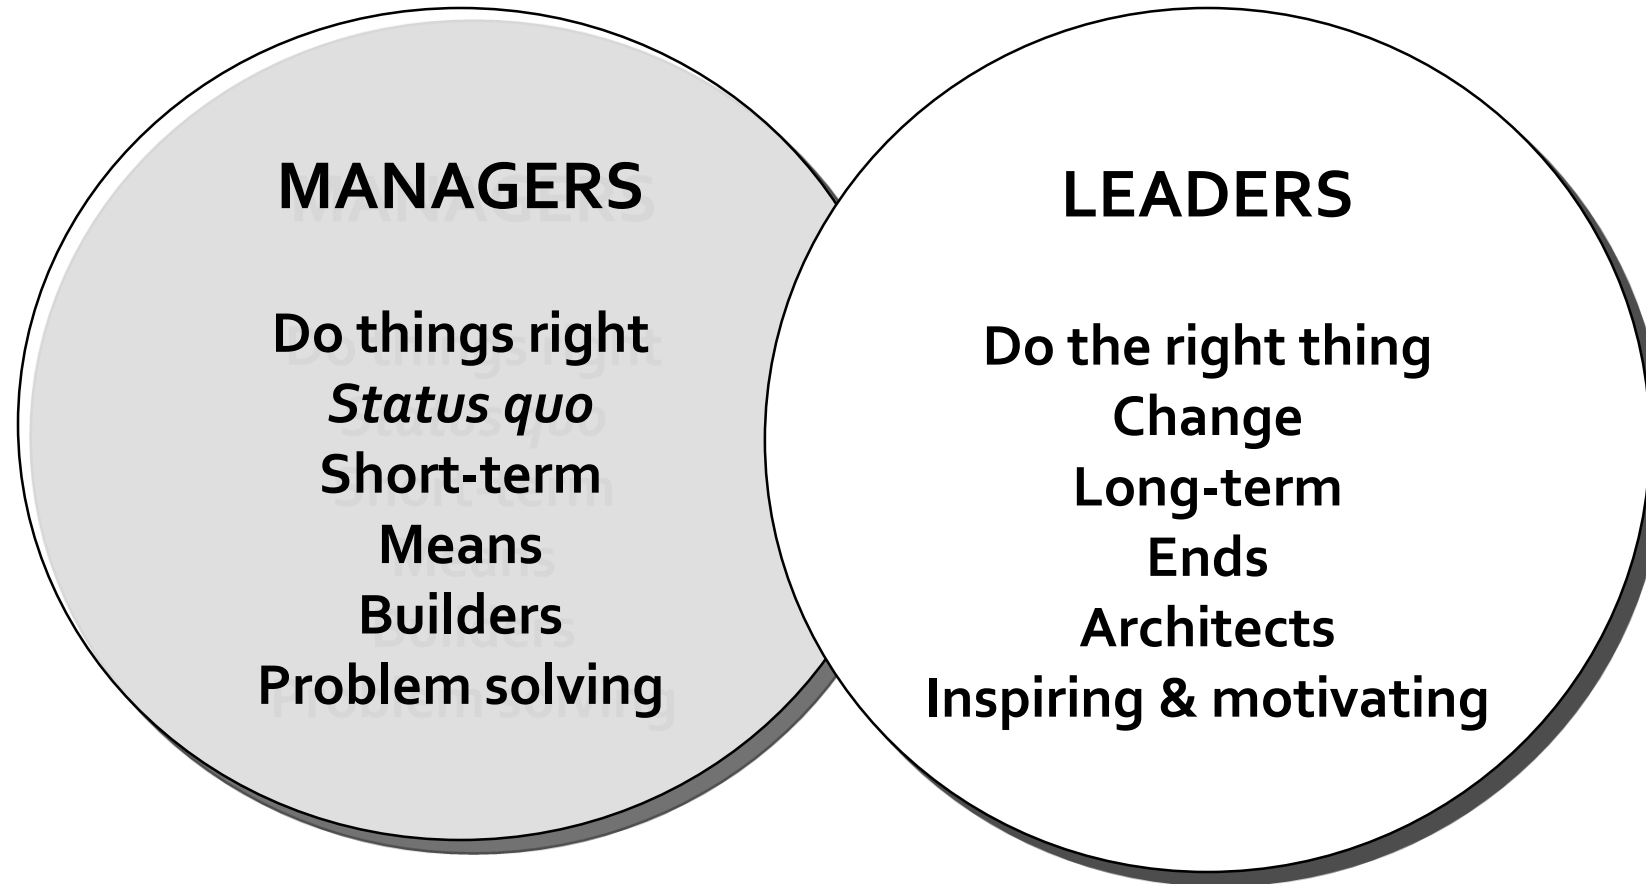 MANAGERS
Do things right
Status quo
Short-term
Means
Builders
Problem solving
LEADERS
Do the right thing
Change
Long-term
Ends
Architects
Inspiring & motivating